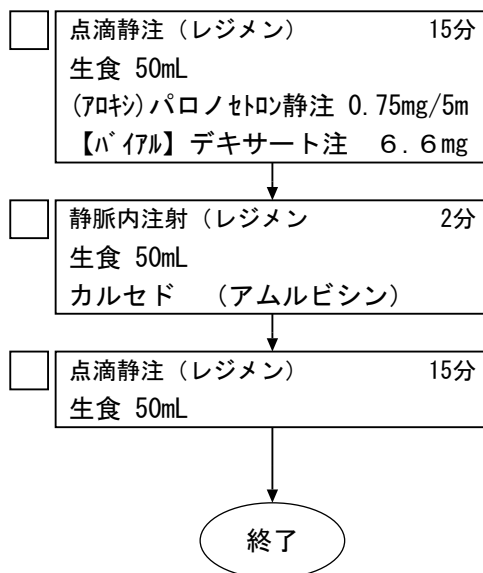 点滴静注（レジメン） 15分
生食 50mL
(ｱﾛｷｼ)パロノｾﾄﾛﾝ静注 0.75mg/5m
【ﾊﾞｲｱﾙ】デキサート注 ６.６mg
静脈内注射（レジメン 2分
生食 50mL
カルセド （アムルビシン）
点滴静注（レジメン） 15分
生食 50mL
終了